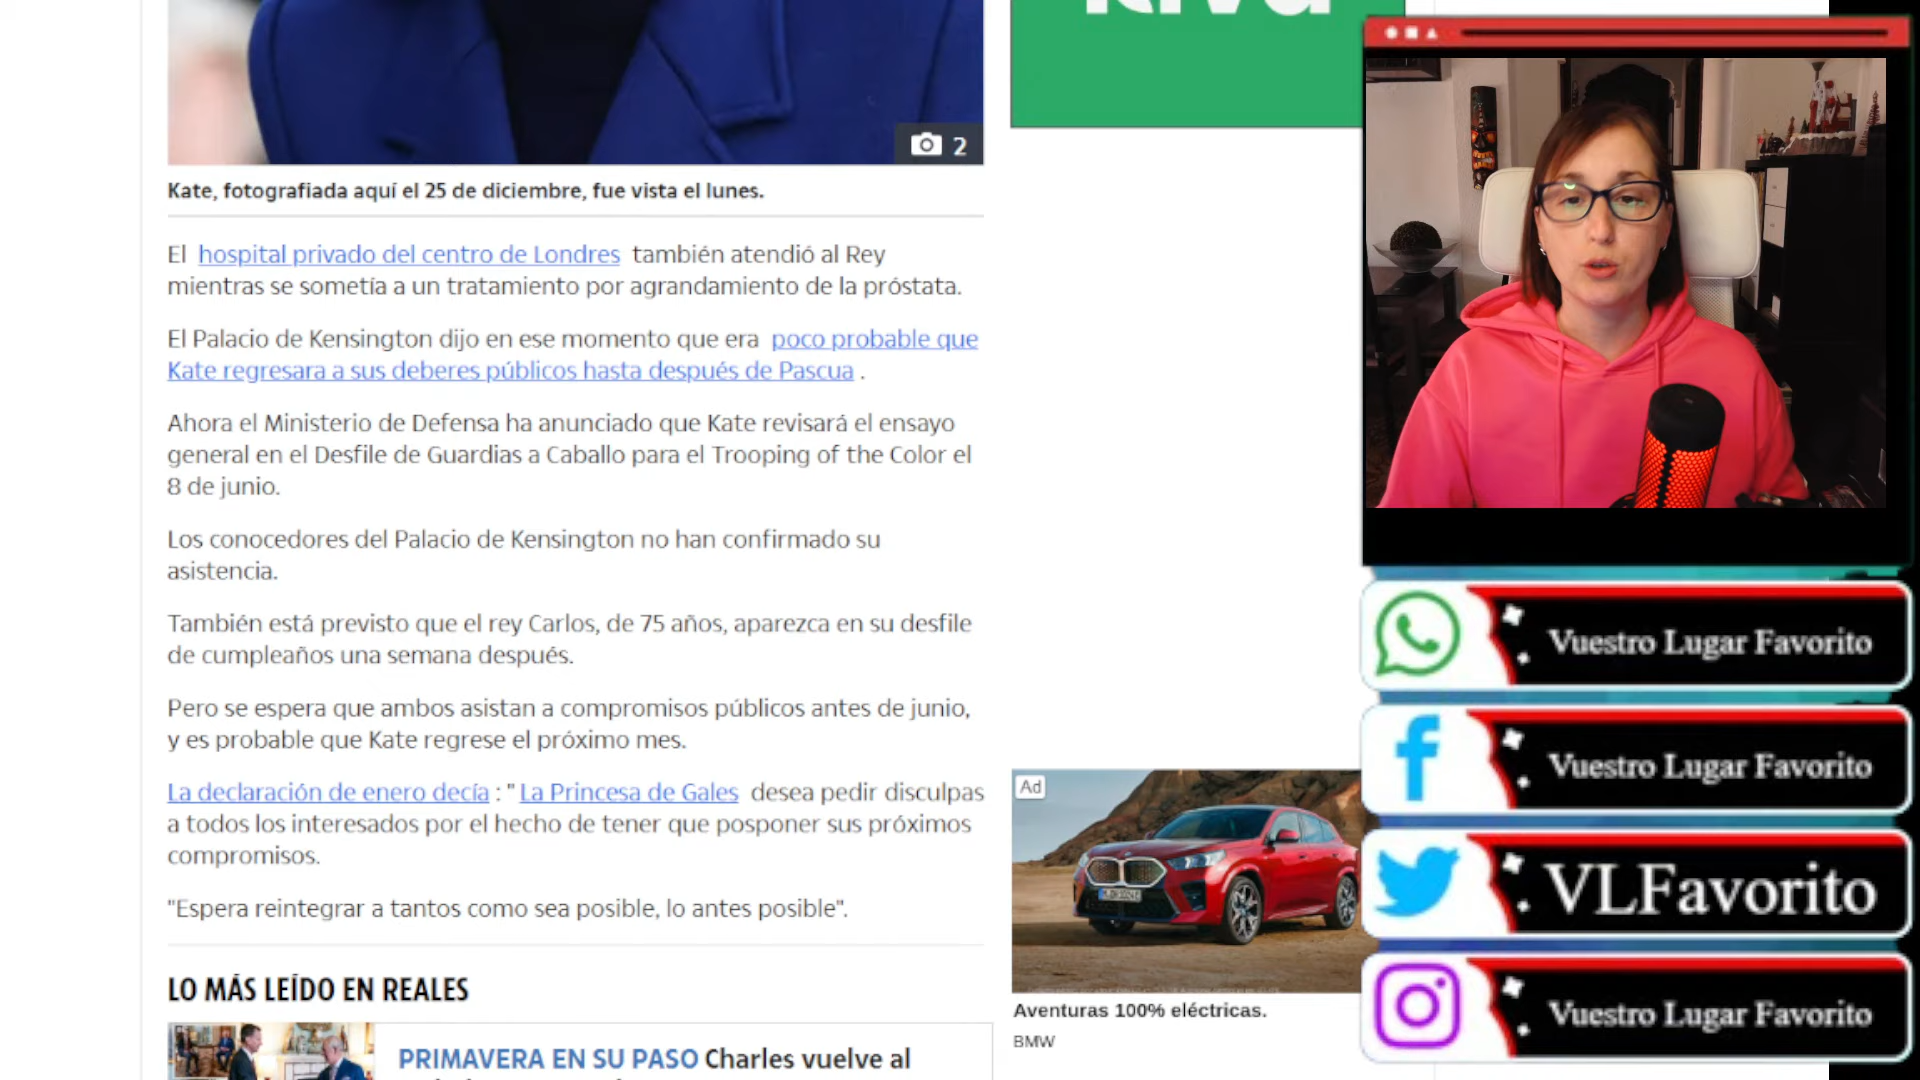 2
Kate, fotografiada aquí el 25 de diciembre, fue vista el lunes.
El hospital privado del centro de Londres también atendió al Rey
mientras se sometía a un tratamiento por agrandamiento de la próstata.
El Palacio de Kensington dijo en ese momento que era poco probable que
Kate regresara a sus deberes públicos hasta después de Pascua .
Ahora el Ministerio de Defensa ha anunciado que Kate revisará el ensayo
general en el Desfile de Guardias a Caballo para el Trooping of the Color el
8 de junio.
Los conocedores del Palacio de Kensington no han confirmado su
asistencia.
También está previsto que el rey Carlos, de 75 años, aparezca en su desfile
de cumpleaños una semana después.
Pero se espera que ambos asistan a compromisos públicos antes de junio,
y es probable que Kate regrese el próximo mes.
La declaración de enero decía : " La Princesa de Gales desea pedir disculpas
a todos los interesados por el hecho de tener que posponer sus próximos
compromisos.
"Espera reintegrar a tantos como sea posible, lo antes posible".
LO MÁS LEÍDO EN REALES
PRIMAVERA EN SU PASO Charles vuelve al
Ad
Aventuras 100% eléctricas.
BMW
Vuestro Lugar Favorito
Vuestro Lugar Favorito
VLFavorito
Vuestro Lugar Favorito